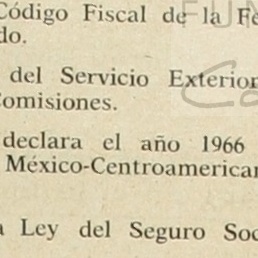 Código Fiscal de la Fe
do.
del Servicio Exterior
Comisiones.
declara el año 1966
México-Centroamerican
a Ley del Seguro Soc